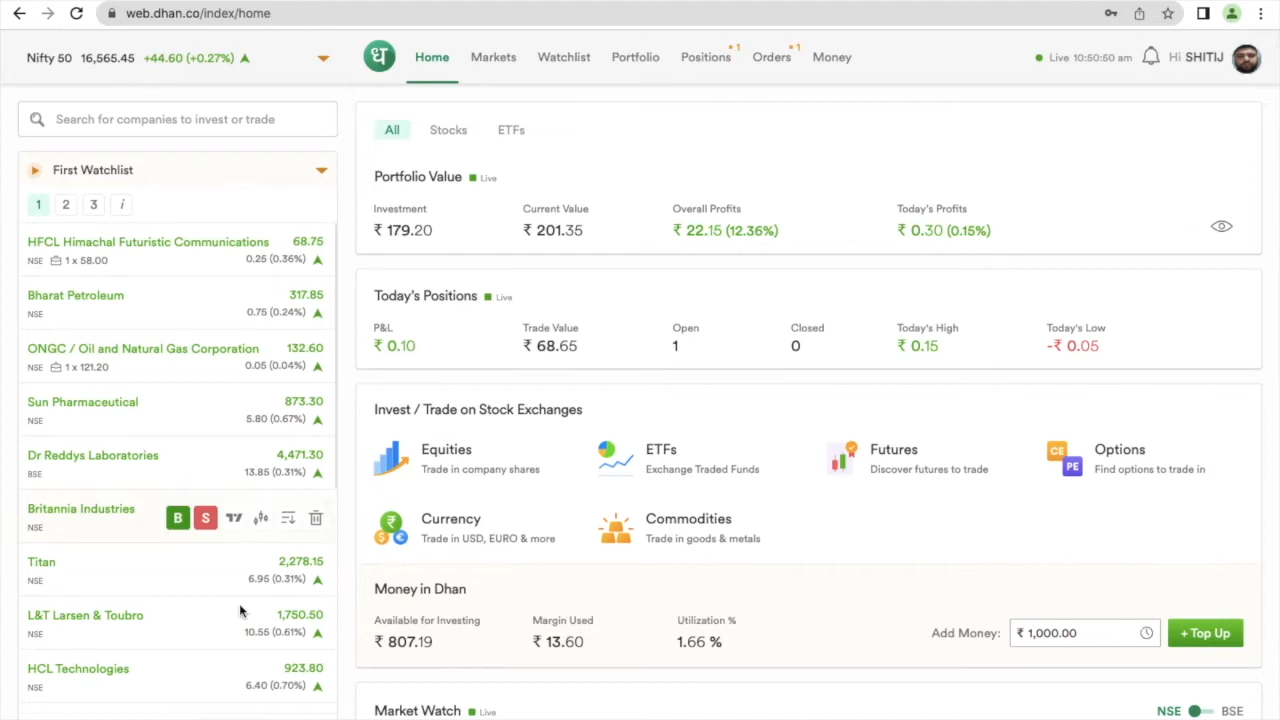 web.dhan.co/index/home
Nifty 50 16,565.45 +44.60 (+0.27%)
ध
Home Markets Watchlist Portfolio Positions 1 Orders 1 Money
Live 10:50:50 am Hi SHITIJ
Search for companies to invest or trade
First Watchlist
1 2 3 i
HFCL Himachal Futuristic Communications 68.75
NSE 1 x 58.00 0.25 (0.36%)
Bharat Petroleum 317.85
NSE 0.75 (0.24%)
ONGC / Oil and Natural Gas Corporation 132.60
NSE 1 x 121.20 0.05 (0.04%)
Sun Pharmaceutical 873.30
NSE 5.80 (0.67%)
Dr Reddys Laboratories 4,471.30
BSE 13.85 (0.31%)
Britannia Industries B S
NSE
Titan 2,278.15
NSE 6.95 (0.31%)
L&T Larsen & Toubro 1,750.50
NSE 10.55 (0.61%)
HCL Technologies 923.80
NSE 6.40 (0.70%)
All Stocks ETFs
Portfolio Value Live
Investment Current Value Overall Profits Today's Profits
₹ 179.20 ₹ 201.35 ₹ 22.15 (12.36%) ₹ 0.30 (0.15%)
Today's Positions Live
P&L Trade Value Open Closed Today's High Today's Low
₹ 0.10 ₹ 68.65 1 0 ₹ 0.15 -₹ 0.05
Invest / Trade on Stock Exchanges
Equities ETFs Futures CE PE Options
Trade in company shares Exchange Traded Funds Discover futures to trade Find options to trade in
Currency Commodities
Trade in USD, EURO & more Trade in goods & metals
Money in Dhan
Available for Investing Margin Used Utilization %
₹ 807.19 ₹ 13.60 1.66 %
Add Money: ₹ 1,000.00 + Top Up
Market Watch Live NSE BSE